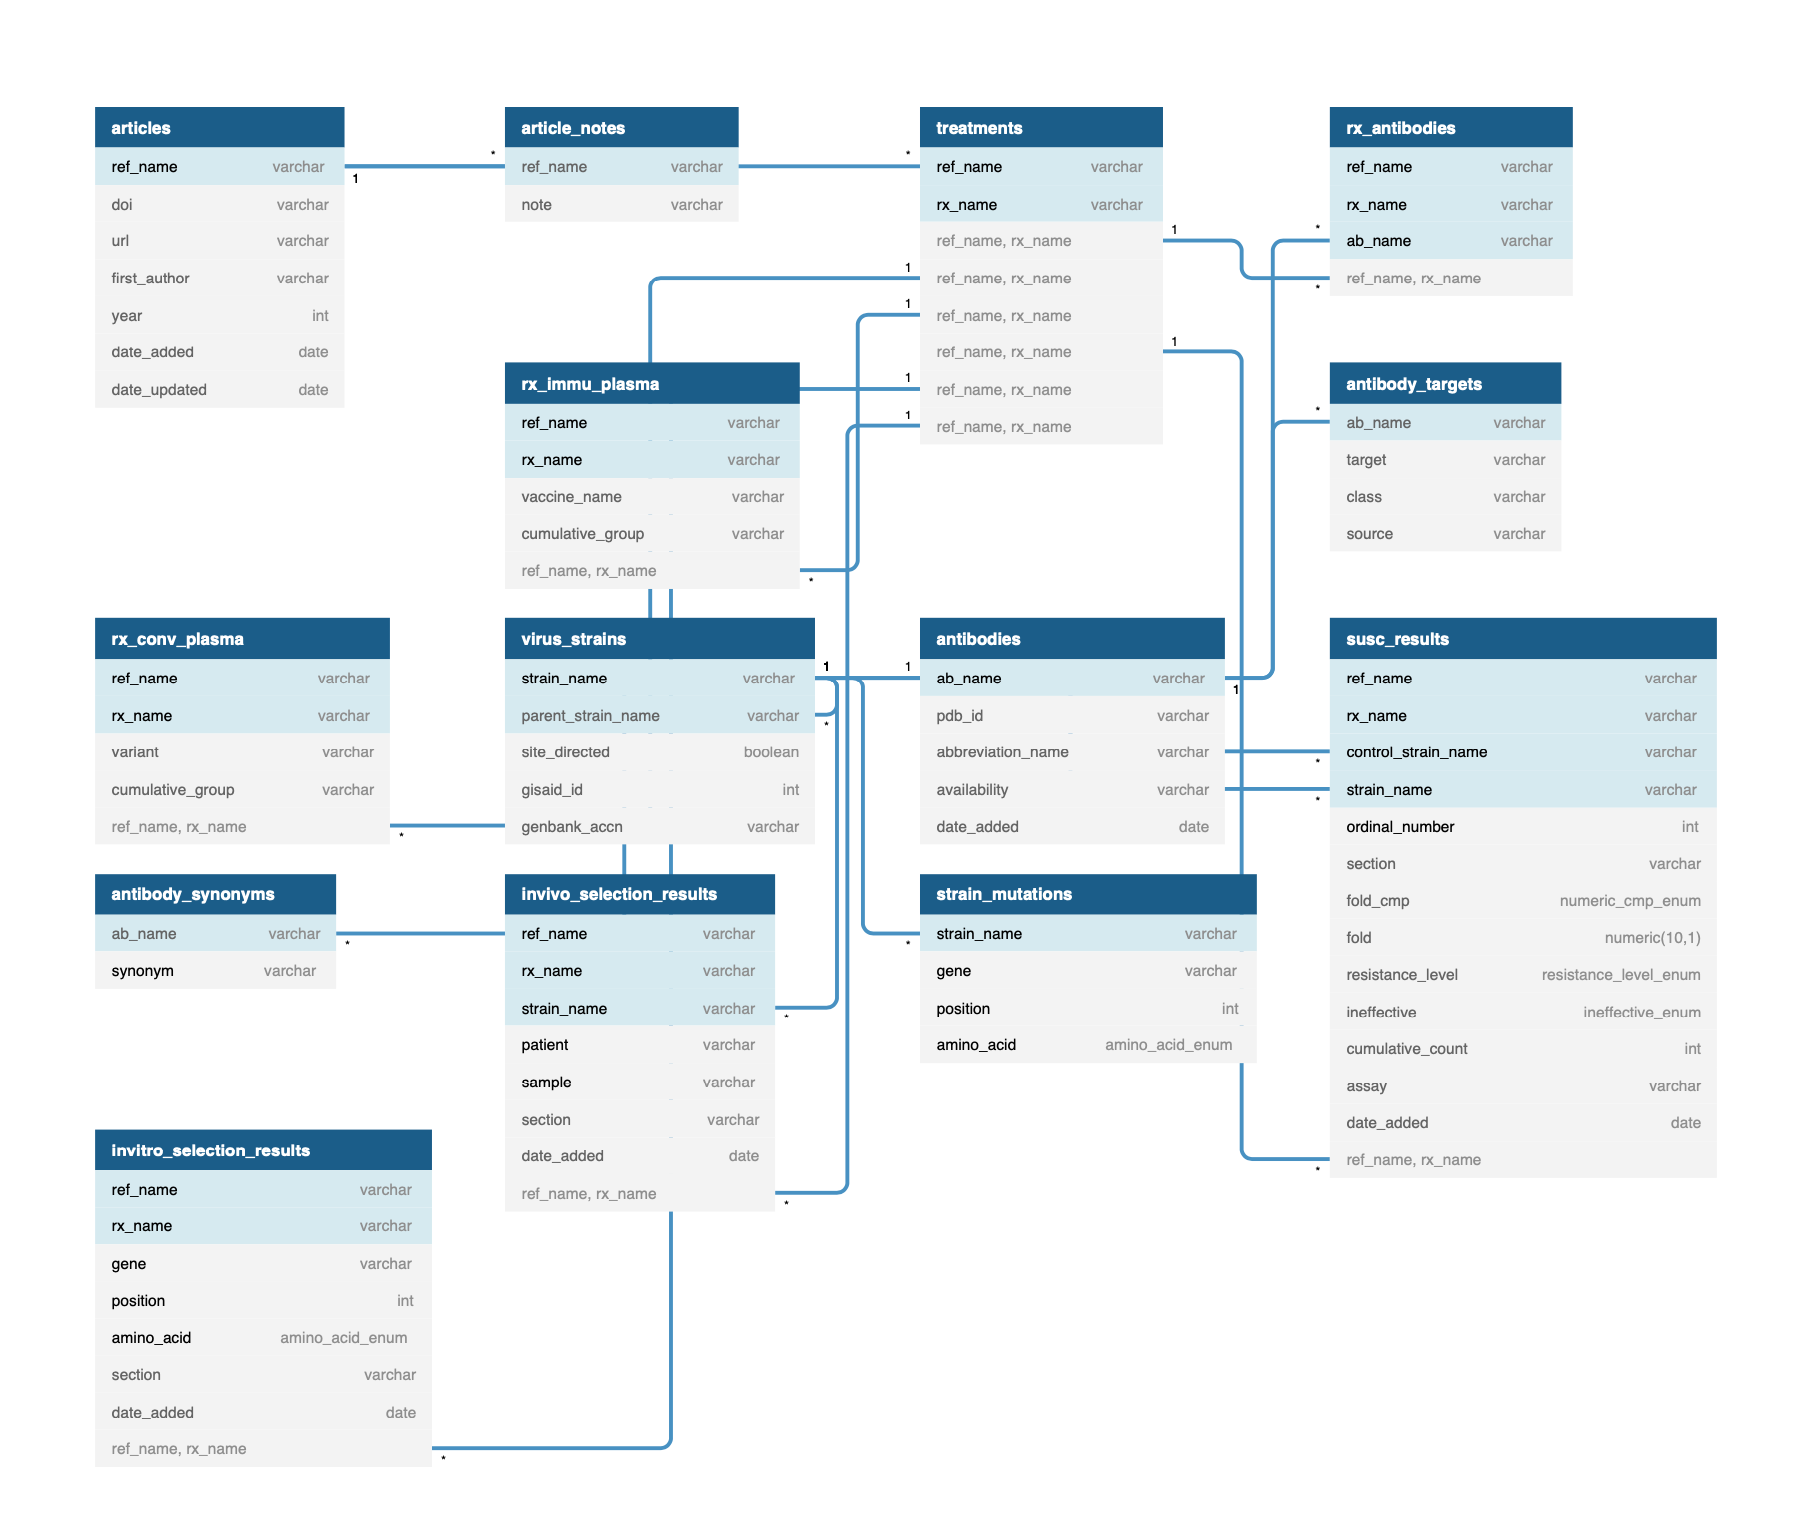 articles
ref_name varchar
doi varchar
url varchar
first_author varchar
year int
date_added date
date_updated date
1
*
article_notes
ref_name varchar
note varchar
*
treatments
ref_name varchar
rx_name varchar
ref_name, rx_name
ref_name, rx_name
ref_name, rx_name
ref_name, rx_name
ref_name, rx_name
ref_name, rx_name
1
1
1
1
1
1
rx_antibodies
ref_name varchar
rx_name varchar
ab_name varchar
ref_name, rx_name
*
*
rx_immu_plasma
ref_name varchar
rx_name varchar
vaccine_name varchar
cumulative_group varchar
ref_name, rx_name
*
antibody_targets
ab_name varchar
target varchar
class varchar
source varchar
*
rx_conv_plasma
ref_name varchar
rx_name varchar
variant varchar
cumulative_group varchar
ref_name, rx_name
*
virus_strains
strain_name varchar
parent_strain_name varchar
site_directed boolean
gisaid_id int
genbank_accn varchar
1
*
antibodies
ab_name varchar
pdb_id varchar
abbreviation_name varchar
availability varchar
date_added date
1
1
susc_results
ref_name varchar
rx_name varchar
control_strain_name varchar
strain_name varchar
ordinal_number int
section varchar
fold_cmp numeric_cmp_enum
fold numeric(10,1)
resistance_level resistance_level_enum
ineffective ineffective_enum
cumulative_count int
assay varchar
date_added date
ref_name, rx_name
*
*
*
antibody_synonyms
ab_name varchar
synonym varchar
*
invivo_selection_results
ref_name varchar
rx_name varchar
strain_name varchar
patient varchar
sample varchar
section varchar
date_added date
ref_name, rx_name
*
*
strain_mutations
strain_name varchar
gene varchar
position int
amino_acid amino_acid_enum
*
invitro_selection_results
ref_name varchar
rx_name varchar
gene varchar
position int
amino_acid amino_acid_enum
section varchar
date_added date
ref_name, rx_name
*